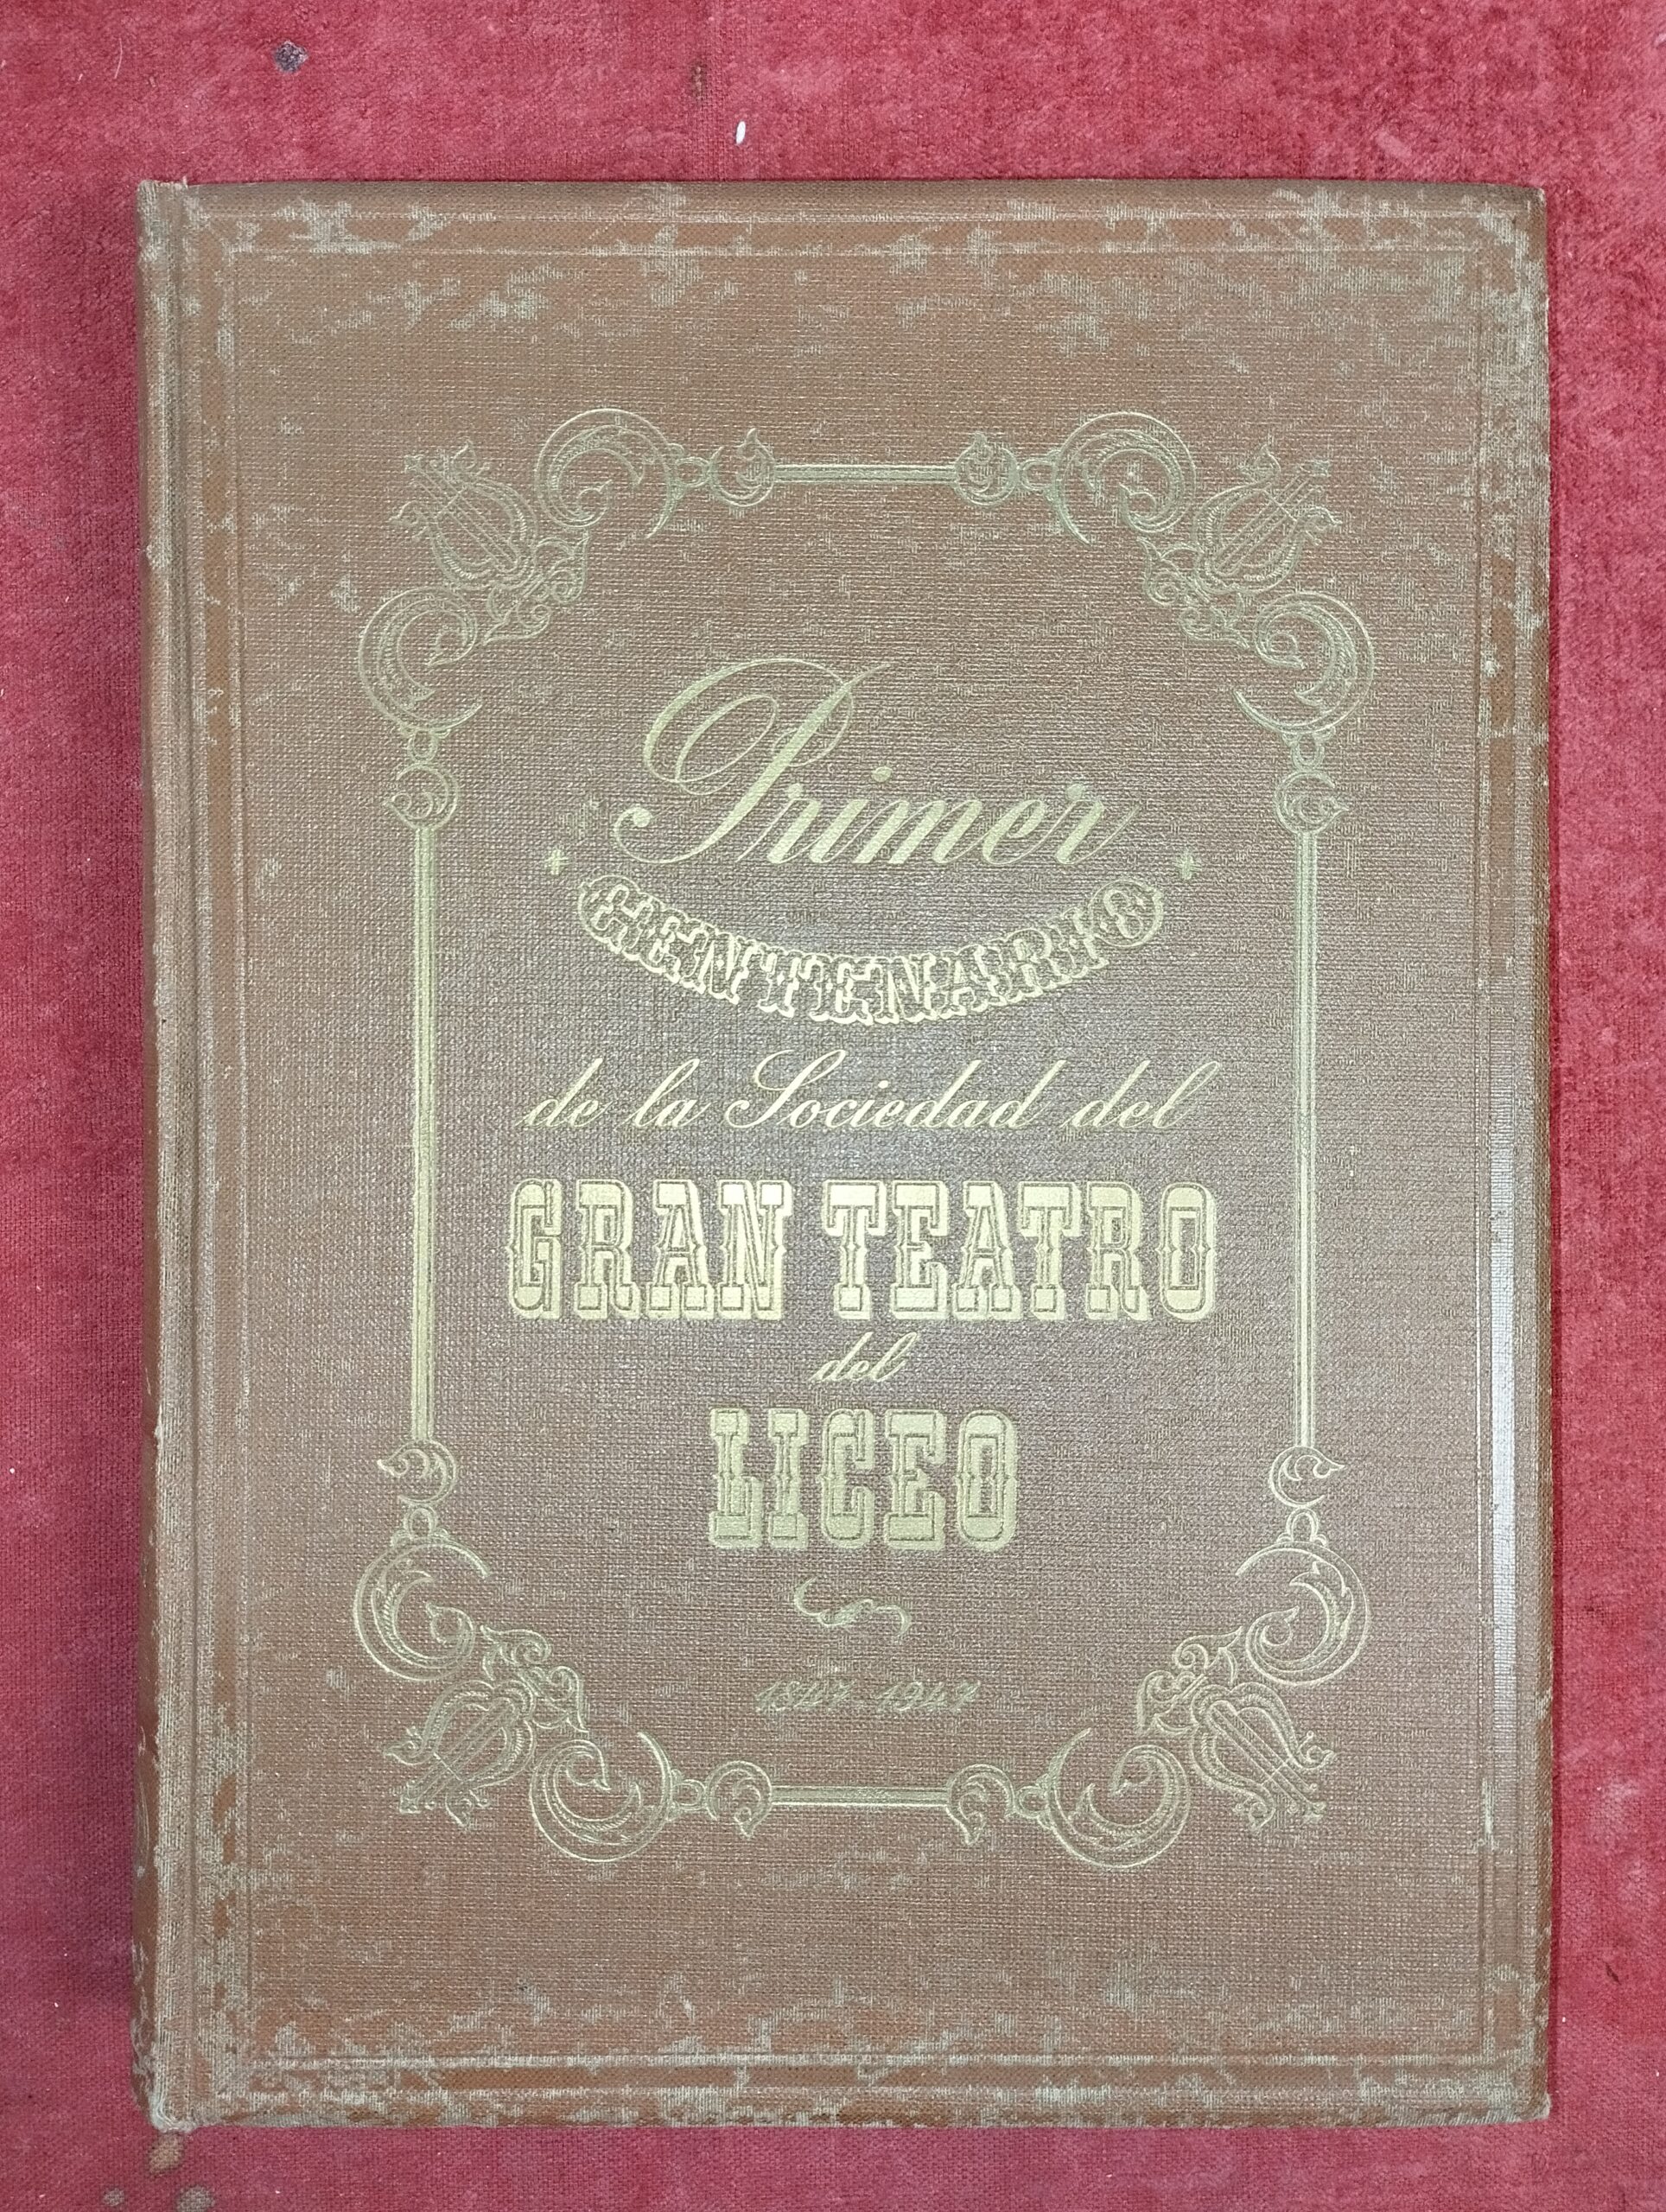 Primer
CENTENARIO
de la Sociedad del
GRAN TEATRO
del
LICEO
1847-1947